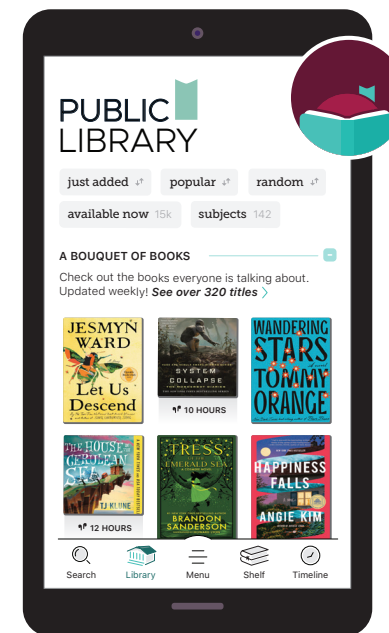 PUBLIC
LIBRARY
just added popular random
available now 15k subjects 142
A BOUQUET OF BOOKS
Check out the books everyone is talking about.
Updated weekly! See over 320 titles
JESMYN
WARD
Let Us
Descend
SYSTEM
COLLAPSE
10 HOURS
WANDERING
STARS
TOMMY
ORANGE
THE HOUSE
CERULEAN
SEA
TJ KLUNE
12 HOURS
TRESS
EMERALD SEA
BRANDON
SANDERSON
HAPPINESS
FALLS
ANGIE KIM
Search Library Menu Shelf Timeline